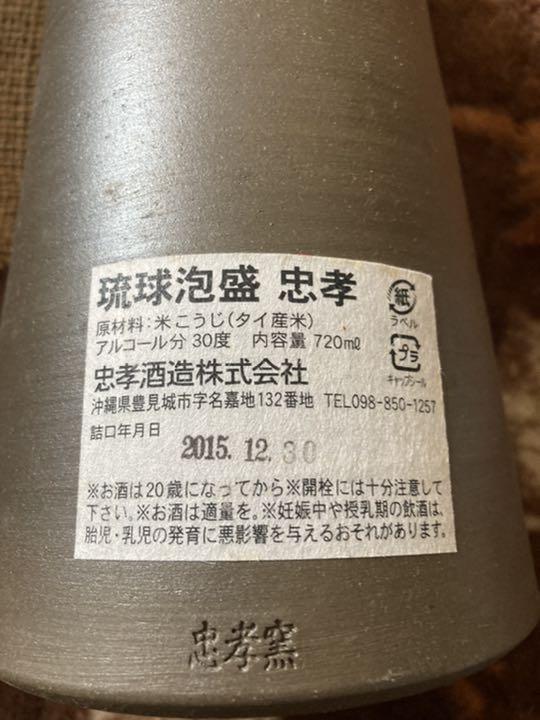 琉球泡盛 忠孝
原材料:米こうじ(タイ産米)
アルコール分30度 内容量 720mℓ
忠孝酒造株式会社
沖縄県豊見城市字名嘉地132番地 TEL098-850-1257
詰口年月日
2015.12.30
※お酒は20歳になってから※開栓には十分注意して
下さい。※お酒は適量を。※妊娠中や授乳期の飲酒は、
胎児・乳児の発育に悪影響を与えるおそれがあります。
紙
ラベル
プラ
キャップシール
忠孝窯